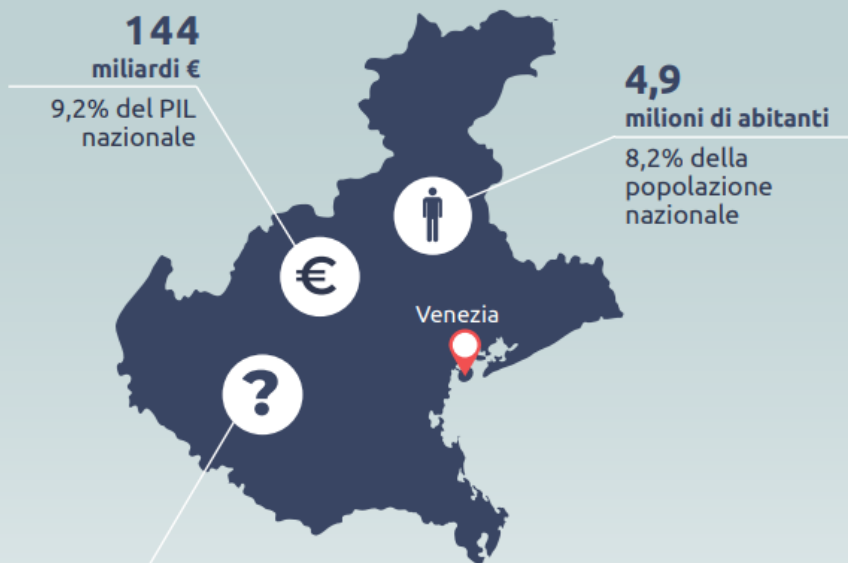 144
miliardi €
9,2% del PIL
nazionale
4,9
milioni di abitanti
8,2% della
popolazione
nazionale
€
Venezia
?